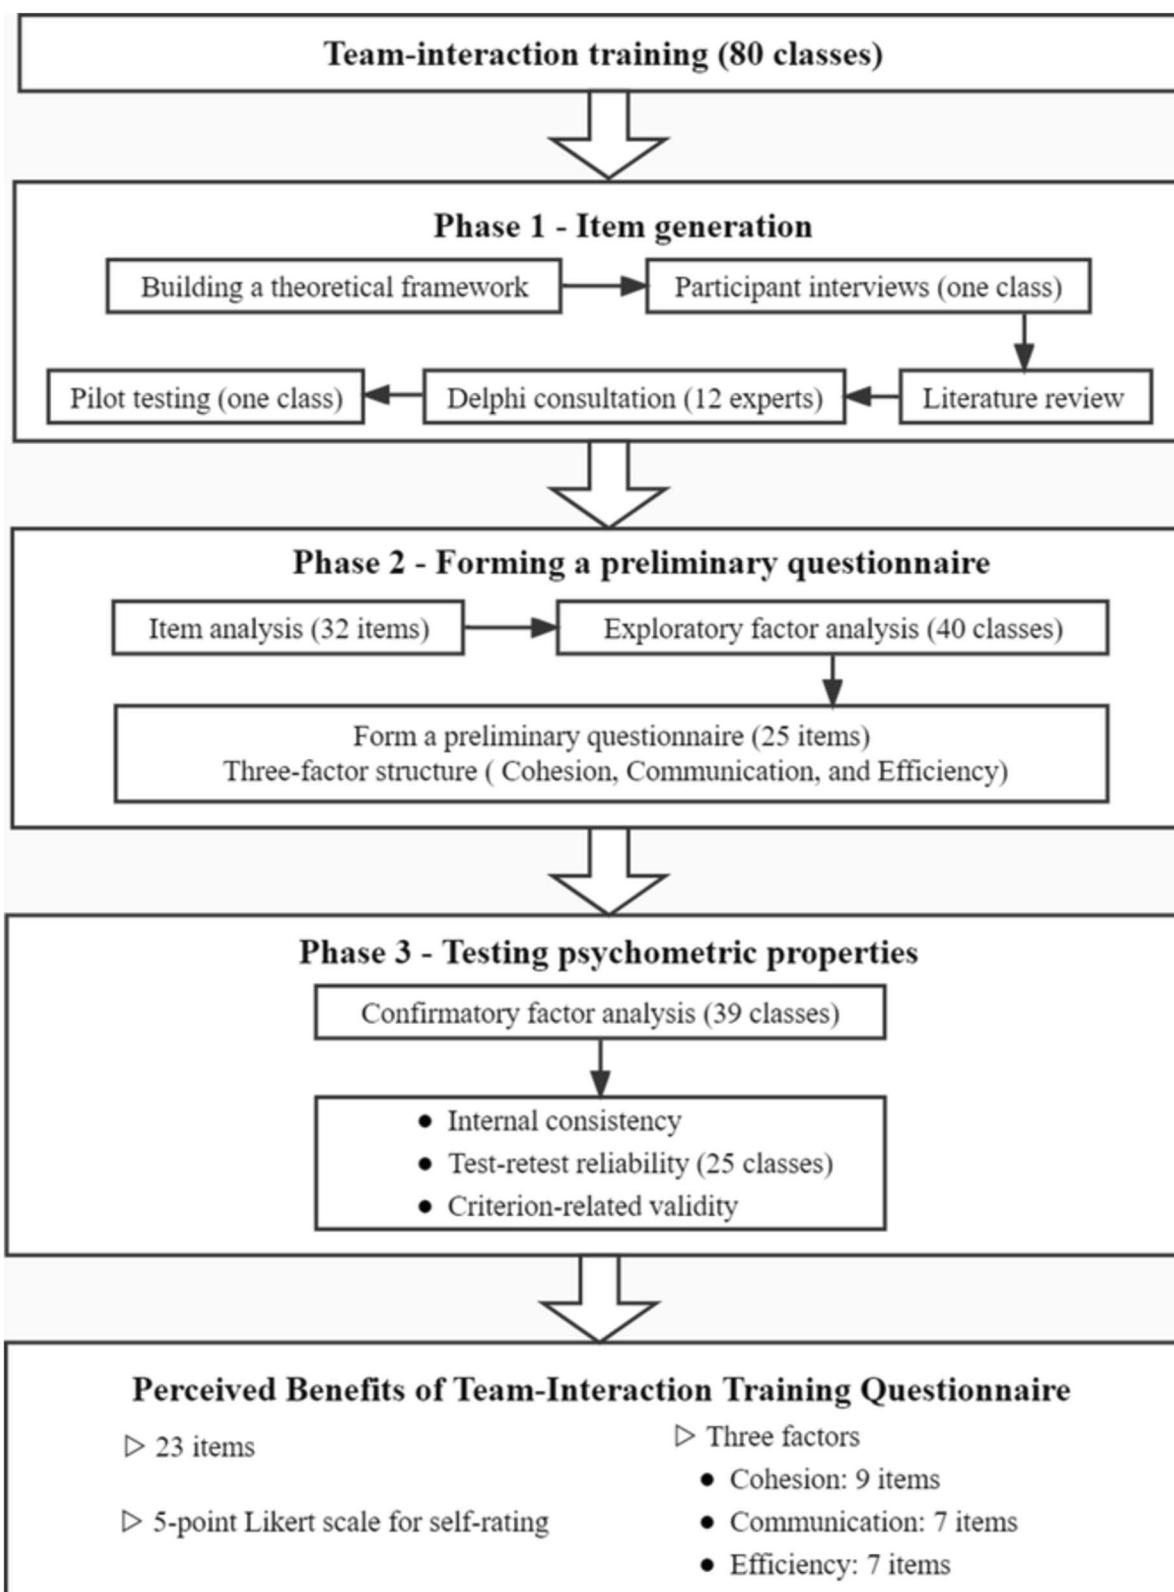 Team-interaction training (80 classes)
Phase 1 - Item generation
Building a theoretical framework
Participant interviews (one class)
Pilot testing (one class)
Delphi consultation (12 experts)
Literature review
Phase 2 - Forming a preliminary questionnaire
Item analysis (32 items)
Exploratory factor analysis (40 classes)
Form a preliminary questionnaire (25 items)
Three-factor structure ( Cohesion, Communication, and Efficiency)
Phase 3 - Testing psychometric properties
Confirmatory factor analysis (39 classes)
● Internal consistency
● Test-retest reliability (25 classes)
● Criterion-related validity
Perceived Benefits of Team-Interaction Training Questionnaire
▷ 23 items
▷ 5-point Likert scale for self-rating
▷ Three factors
● Cohesion: 9 items
● Communication: 7 items
● Efficiency: 7 items